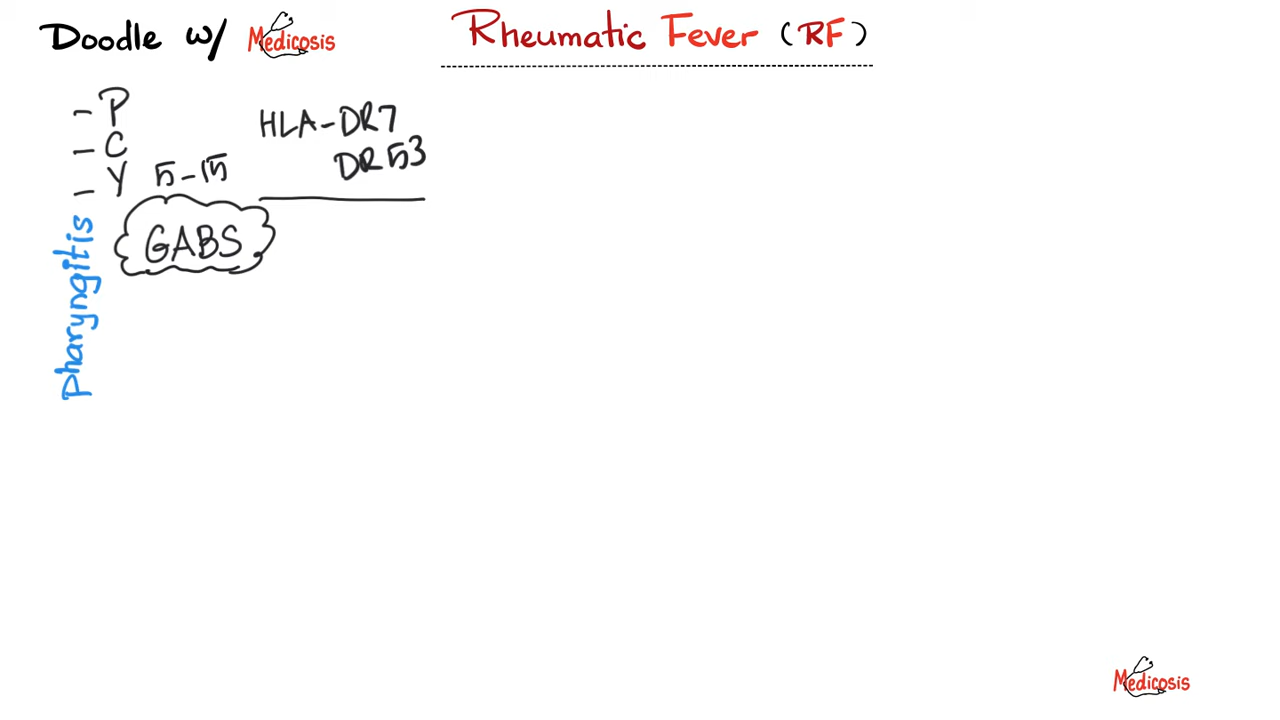 Doodle w/ Medicosis
Rheumatic Fever (RF)
- P
- C
- Y 5-15
HLA-DR7
DR53
GABS
Pharyngitis
Medicosis